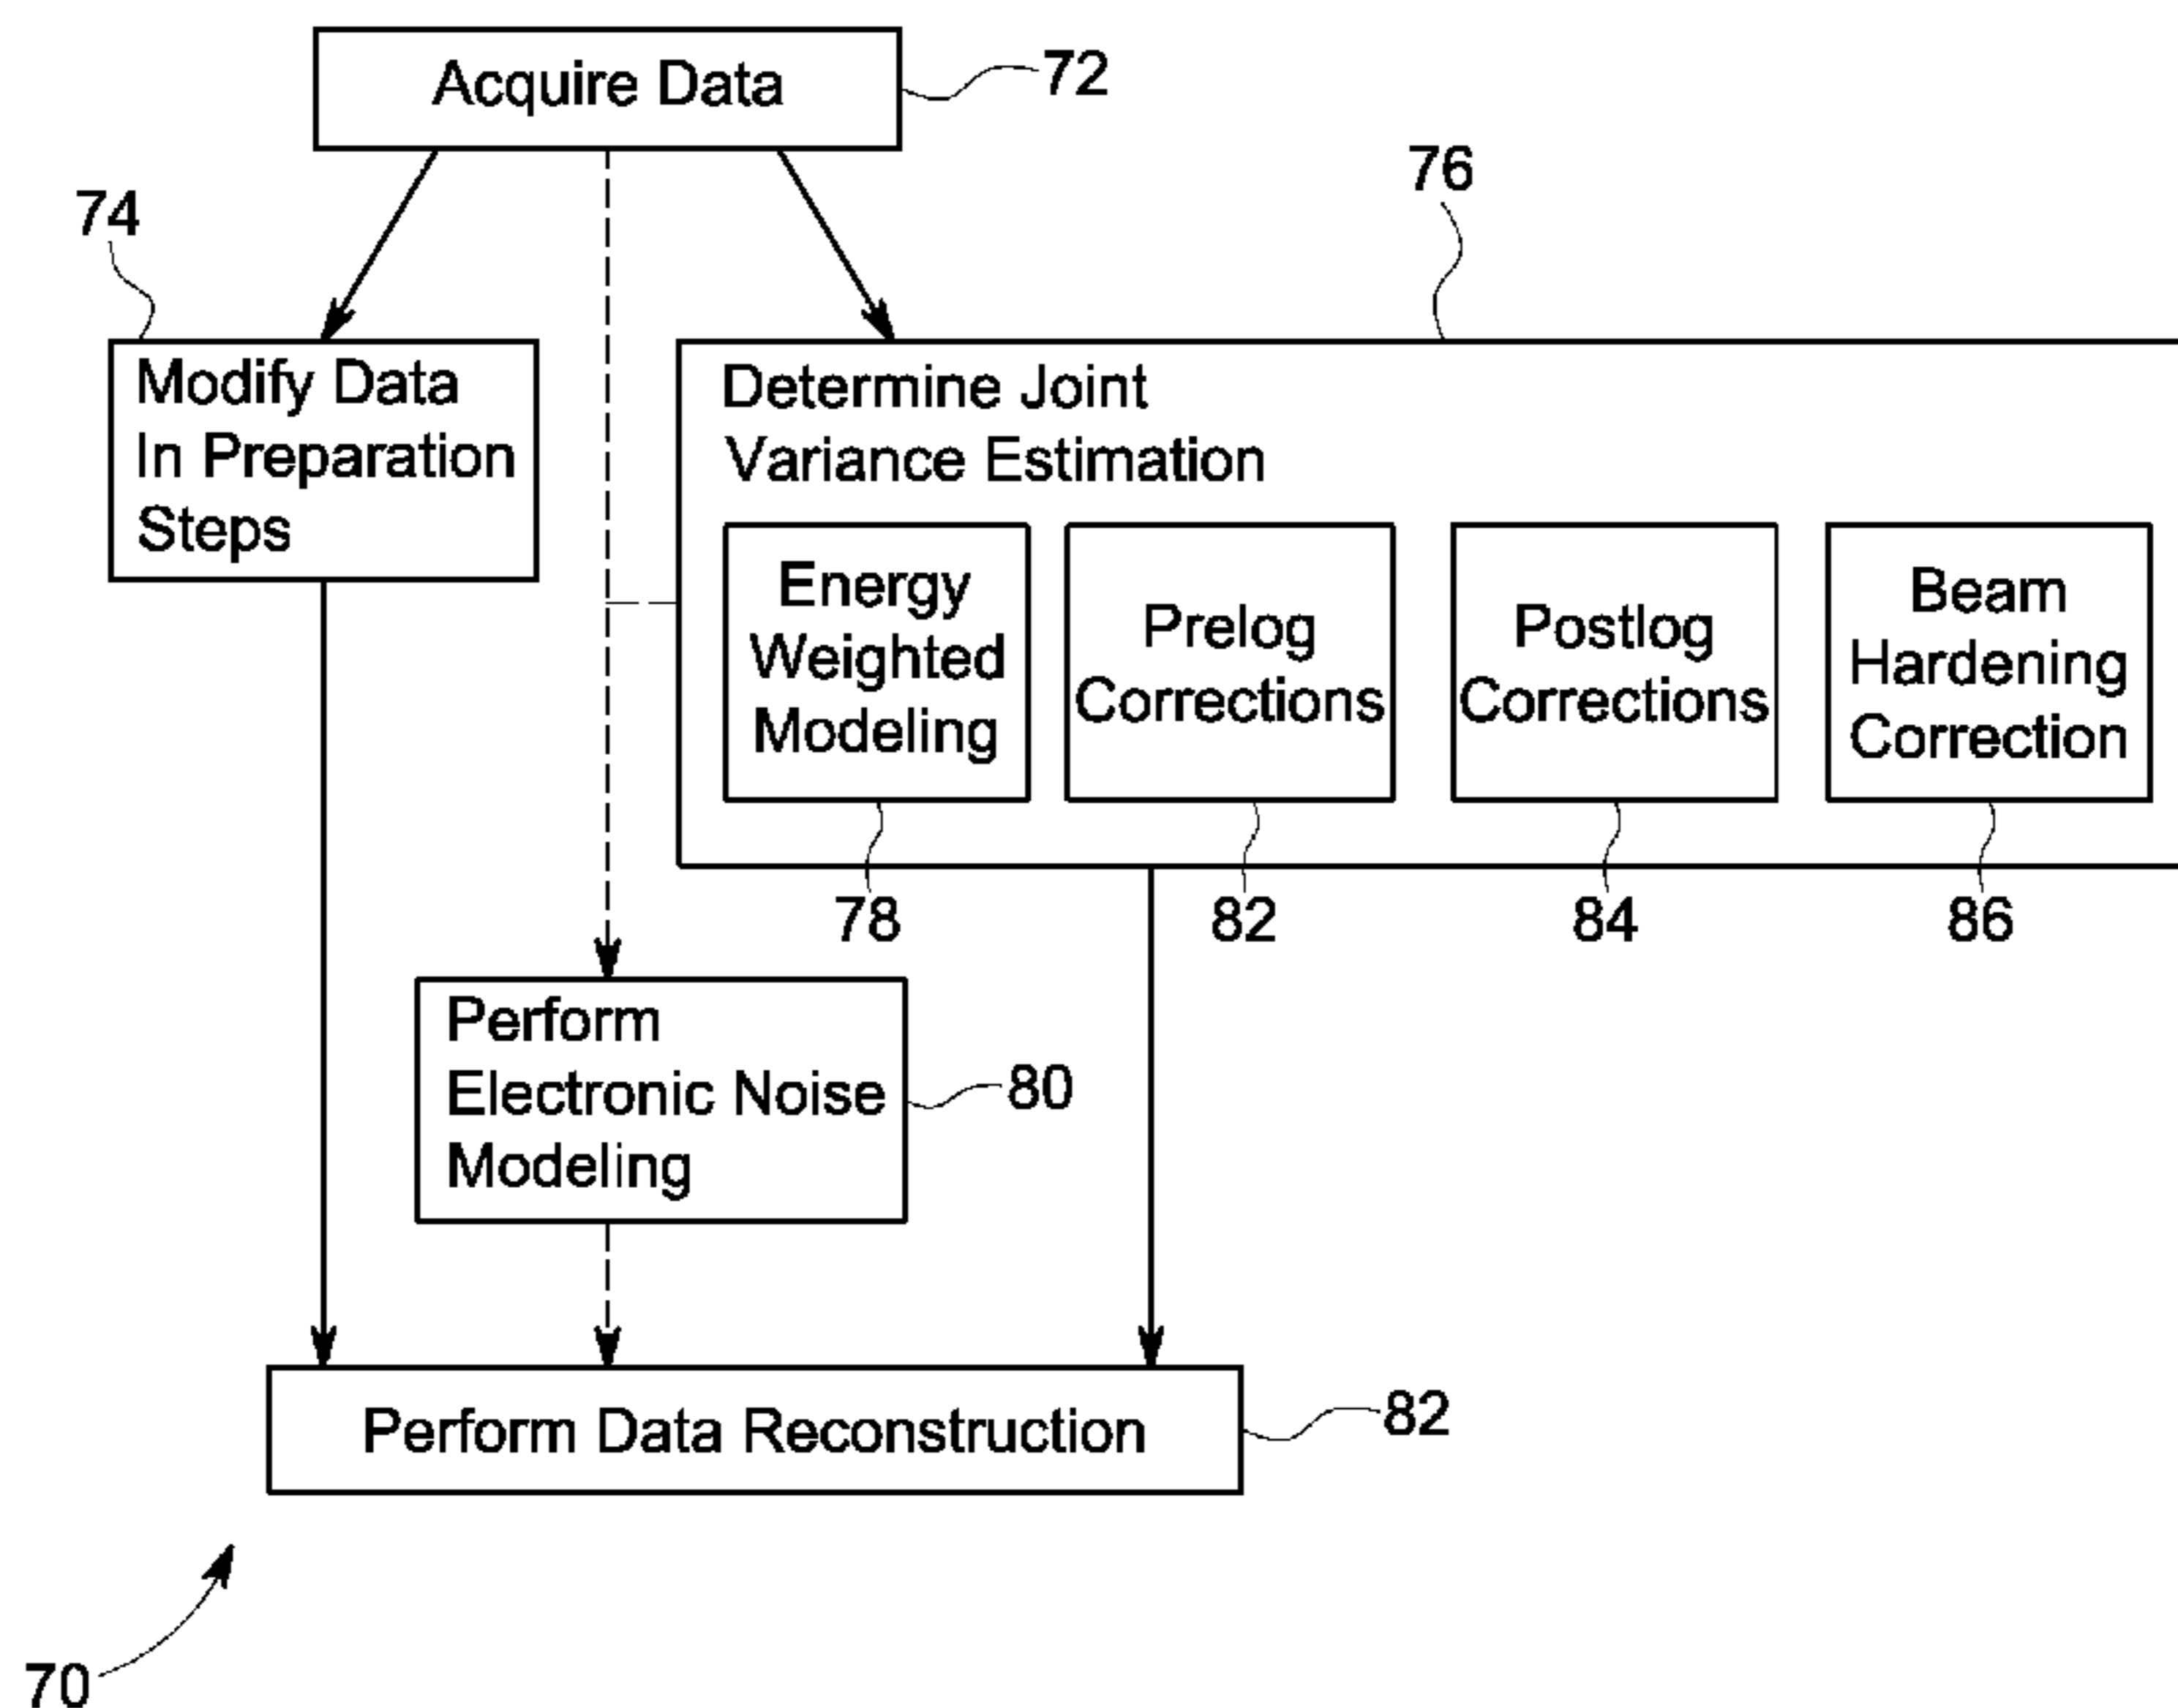 Acquire Data
72
74
76
Modify Data
In Preparation
Steps
Determine Joint
Variance Estimation
Energy
Weighted
Modeling
Prelog
Corrections
Postlog
Corrections
Beam
Hardening
Correction
78
82
84
86
Perform
Electronic Noise
Modeling
80
Perform Data Reconstruction
82
70